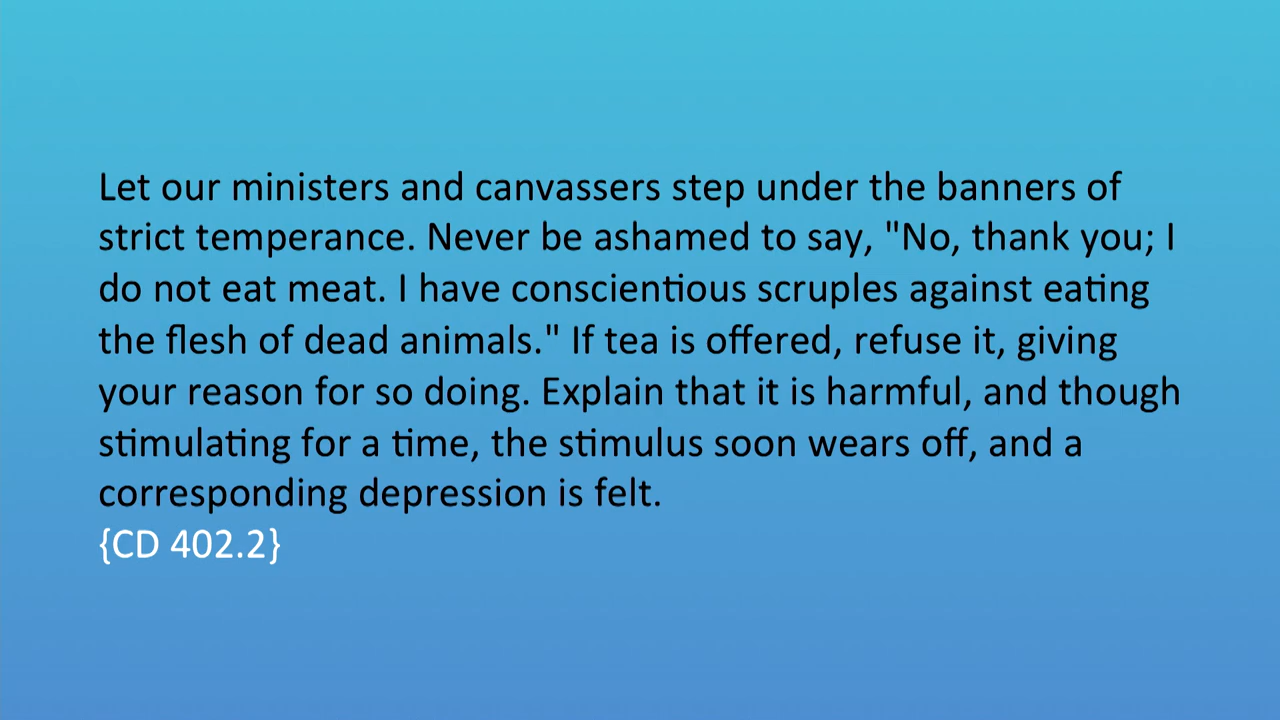 Let our ministers and canvassers step under the banners of
strict temperance. Never be ashamed to say, "No, thank you; I
do not eat meat. I have conscientious scruples against eating
the flesh of dead animals." If tea is offered, refuse it, giving
your reason for so doing. Explain that it is harmful, and though
stimulating for a time, the stimulus soon wears off, and a
corresponding depression is felt.
{CD 402.2}